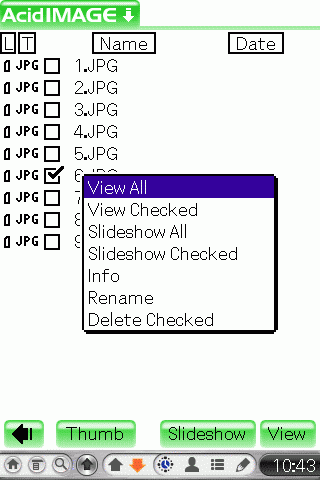 AcidIMAGE
L T Name Date
JPG 1.JPG
JPG 2.JPG
JPG 3.JPG
JPG 4.JPG
JPG 5.JPG
JPG 6.JPG
JPG 7
JPG 8
JPG 9
View All
View Checked
Slideshow All
Slideshow Checked
Info
Rename
Delete Checked
Thumb Slideshow View
10:43